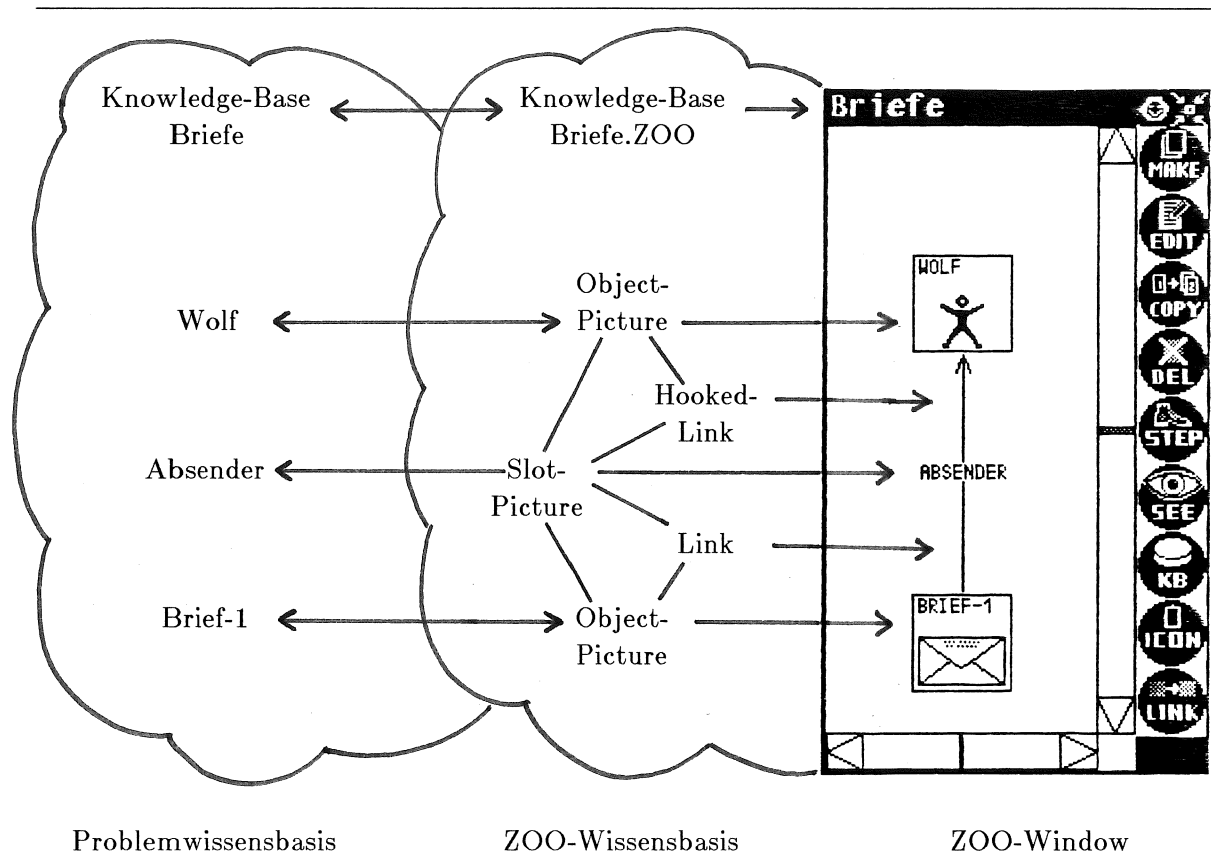 Knowledge-Base
Briefe
Knowledge-Base
Briefe.ZOO
Briefe
MAKE
EDIT
COPY
DEL
STEP
SEE
KB
ICON
LINK
Wolf
Object-
Picture
WOLF
Hooked-
Link
Absender
Slot-
Picture
ABSENDER
Link
Brief-1
Object-
Picture
BRIEF-1
Problemwissensbasis
ZOO-Wissensbasis
ZOO-Window